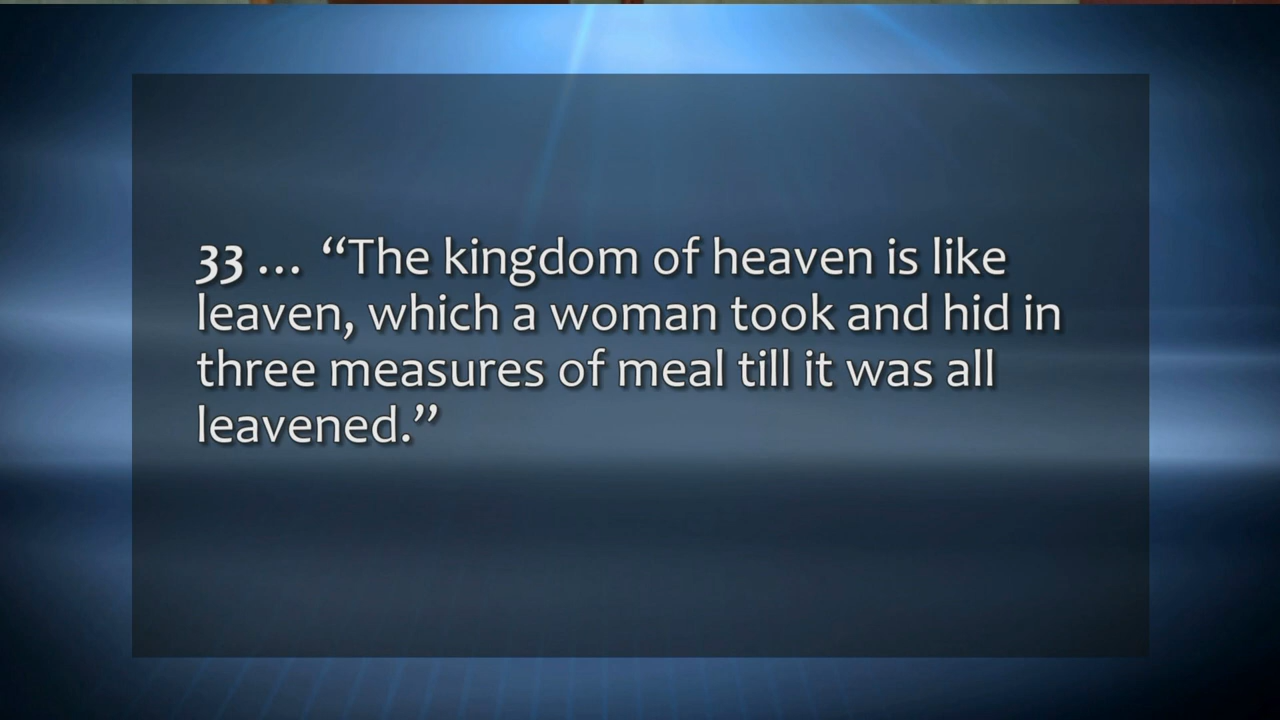 33 … “The kingdom of heaven is like
leaven, which a woman took and hid in
three measures of meal till it was all
leavened.”